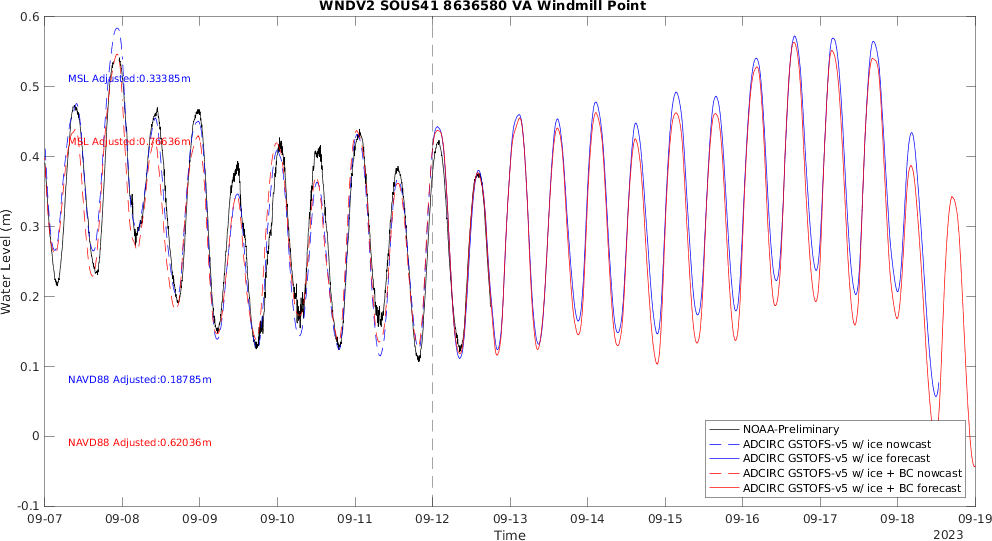 WNDV2 SOUS41 8636580 VA Windmill Point
0.6
0.5
0.4
0.3
0.2
0.1
0
-0.1
Water Level (m)
MSL Adjusted:0.33385m
MSL Adjusted:0.76636m
NAVD88 Adjusted:0.18785m
NAVD88 Adjusted:0.62036m
NOAA-Preliminary
ADCIRC GSTOFS-v5 w/ ice nowcast
ADCIRC GSTOFS-v5 w/ ice forecast
ADCIRC GSTOFS-v5 w/ ice + BC nowcast
ADCIRC GSTOFS-v5 w/ ice + BC forecast
09-07 09-08 09-09 09-10 09-11 09-12 09-13 09-14 09-15 09-16 09-17 09-18 09-19
Time
2023